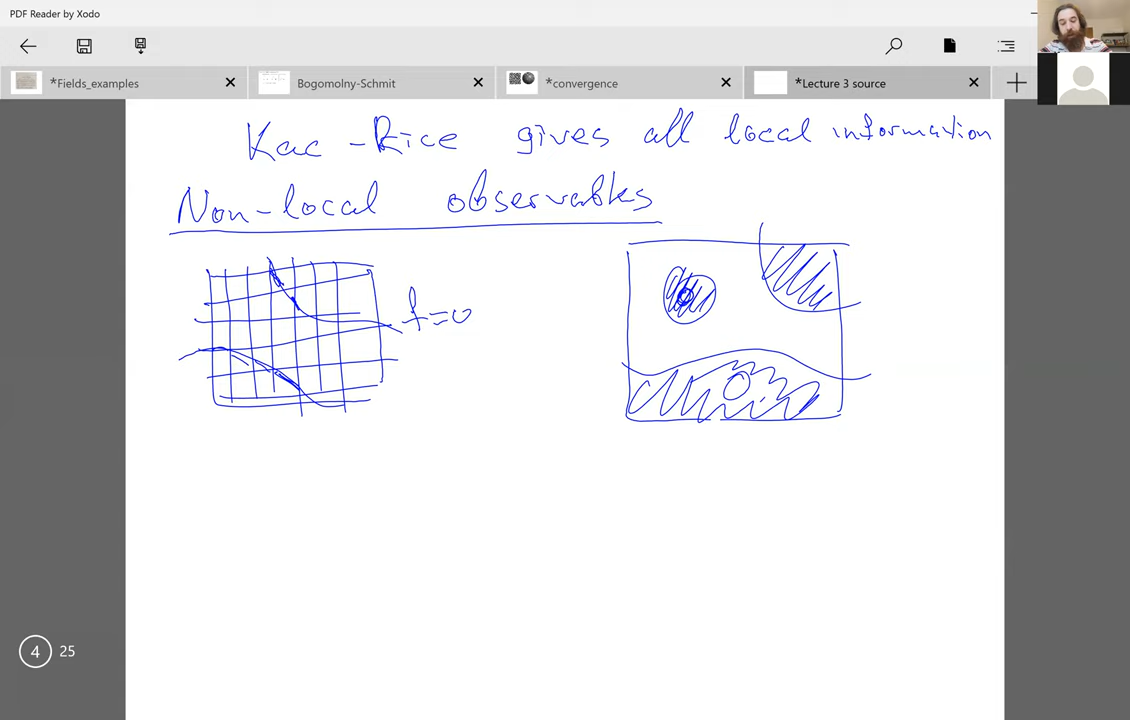 PDF Reader by Xodo
*Fields_examples
Bogomolny-Schmit
*convergence
*Lecture 3 source
Kac-Rice gives all local information
Non-local observables
f=0
4 25